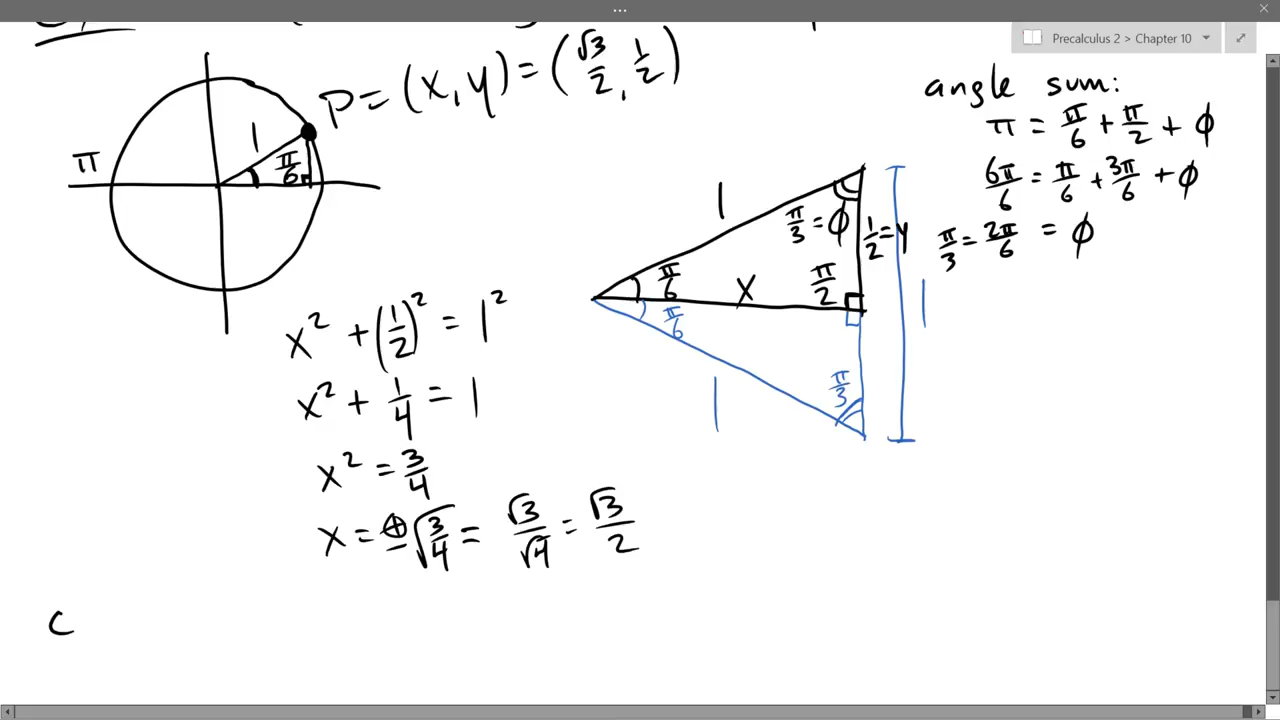 Precalculus 2 > Chapter 10
P = (x, y) = (√3/2, 1/2)
1
π
π/6
angle sum:
π = π/6 + π/2 + ϕ
6π/6 = π/6 + 3π/6 + ϕ
π/3 = 2π/6 = ϕ
1
π/3 = ϕ
1/2 = y
π/6
x
π/2
π/6
1
π/3
1
x² + (1/2)² = 1²
x² + 1/4 = 1
x² = 3/4
x = ±√(3/4) = √3/√4 = √3/2
C